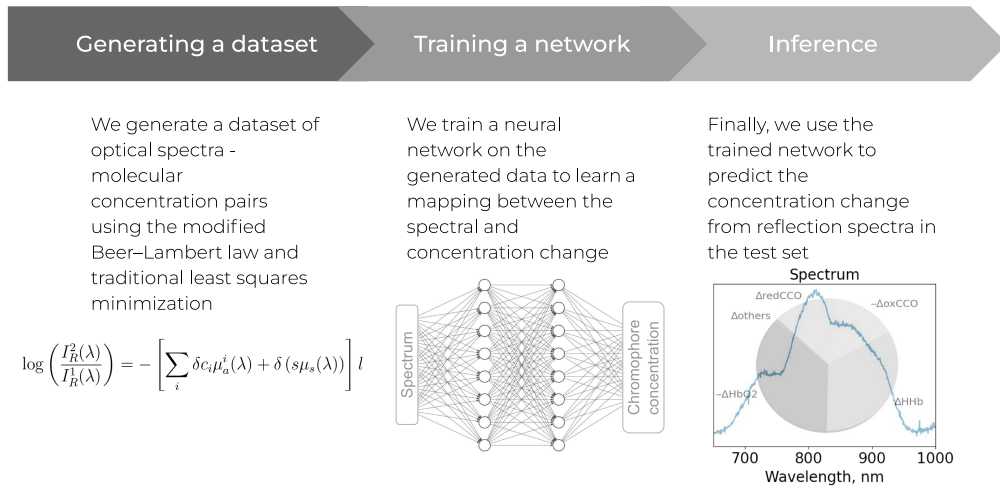 Generating a dataset
Training a network
Inference
We generate a dataset of
optical spectra -
molecular
concentration pairs
using the modified
Beer–Lambert law and
traditional least squares
minimization
log(I_R^2(λ)/I_R^1(λ)) = −[∑_i δc_iμ_a^i(λ) + δ(sμ_s(λ))] l
We train a neural
network on the
generated data to learn a
mapping between the
spectral and
concentration change
Spectrum
Chromophore
concentration
Finally, we use the
trained network to
predict the
concentration change
from reflection spectra in
the test set
Spectrum
ΔredCCO
–ΔoxCCO
Δothers
–ΔHbO2
ΔHHb
700 800 900 1000
Wavelength, nm